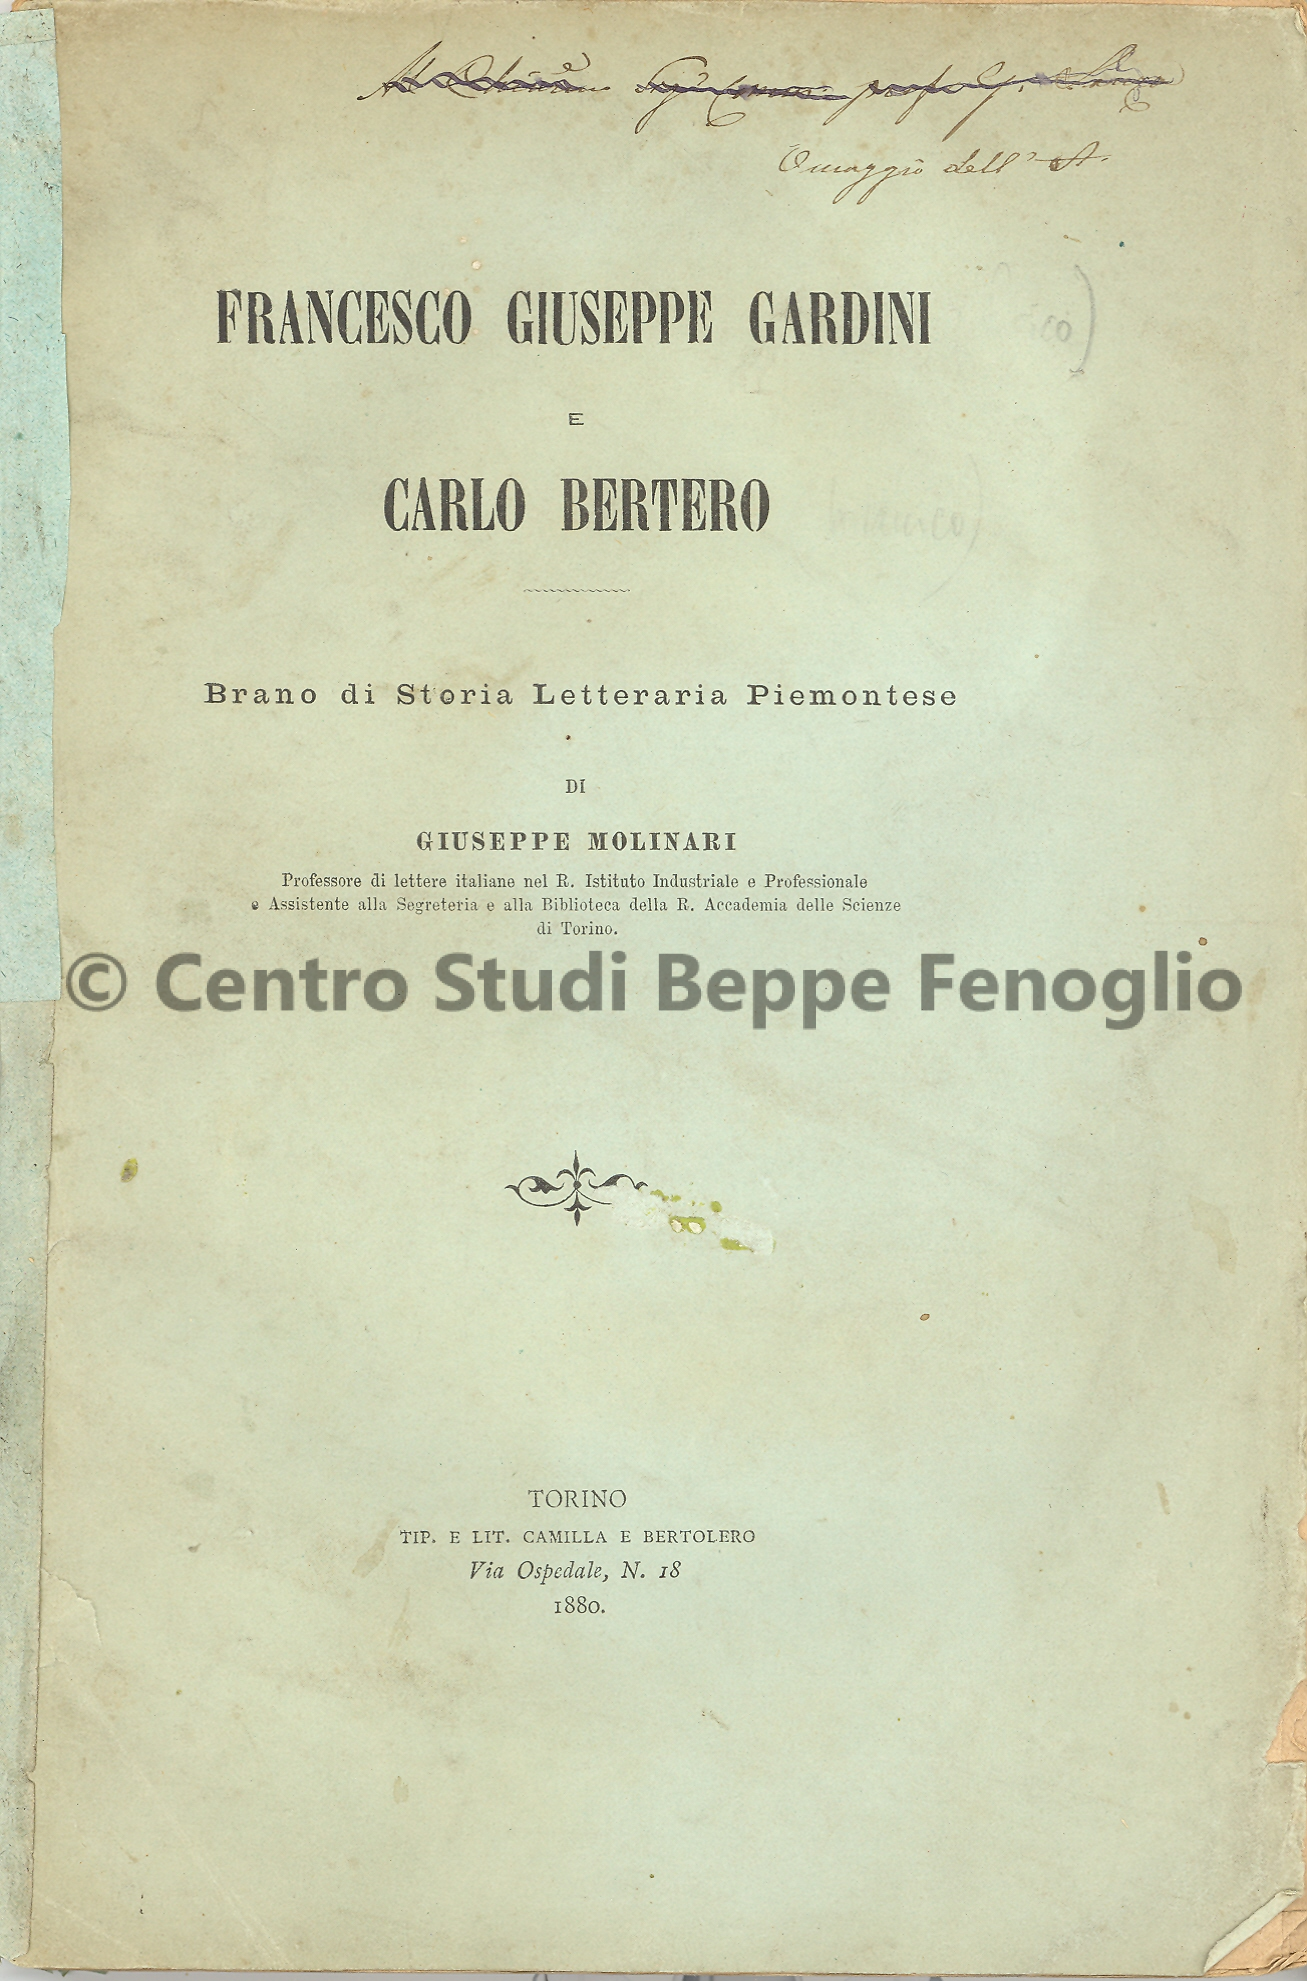 Omaggio dell' A.
FRANCESCO GIUSEPPE GARDINI
E
CARLO BERTERO
Brano di Storia Letteraria Piemontese
DI
GIUSEPPE MOLINARI
Professore di lettere italiane nel R. Istituto Industriale e Professionale
e Assistente alla Segreteria e alla Biblioteca della R. Accademia delle Scienze
di Torino.
© Centro Studi Beppe Fenoglio
TORINO
TIP. E LIT. CAMILLA E BERTOLERO
Via Ospedale, N. 18
1880.